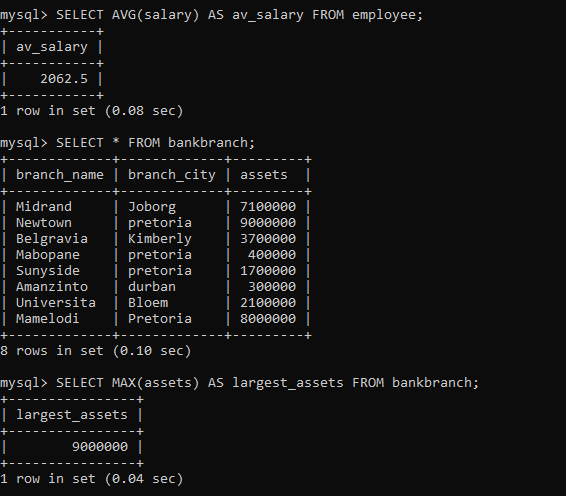 mysql> SELECT AVG(salary) AS av_salary FROM employee;
+-----------+
| av_salary |
+-----------+
|    2062.5 |
+-----------+
1 row in set (0.08 sec)

mysql> SELECT * FROM bankbranch;
+-------------+-------------+---------+
| branch_name | branch_city | assets  |
+-------------+-------------+---------+
| Midrand     | Joborg      | 7100000 |
| Newtown     | pretoria    | 9000000 |
| Belgravia   | Kimberly    | 3700000 |
| Mabopane    | pretoria    |  400000 |
| Sunyside    | pretoria    | 1700000 |
| Amanzinto   | durban      |  300000 |
| Universita  | Bloem       | 2100000 |
| Mamelodi    | Pretoria    | 8000000 |
+-------------+-------------+---------+
8 rows in set (0.10 sec)

mysql> SELECT MAX(assets) AS largest_assets FROM bankbranch;
+----------------+
| largest_assets |
+----------------+
|        9000000 |
+----------------+
1 row in set (0.04 sec)